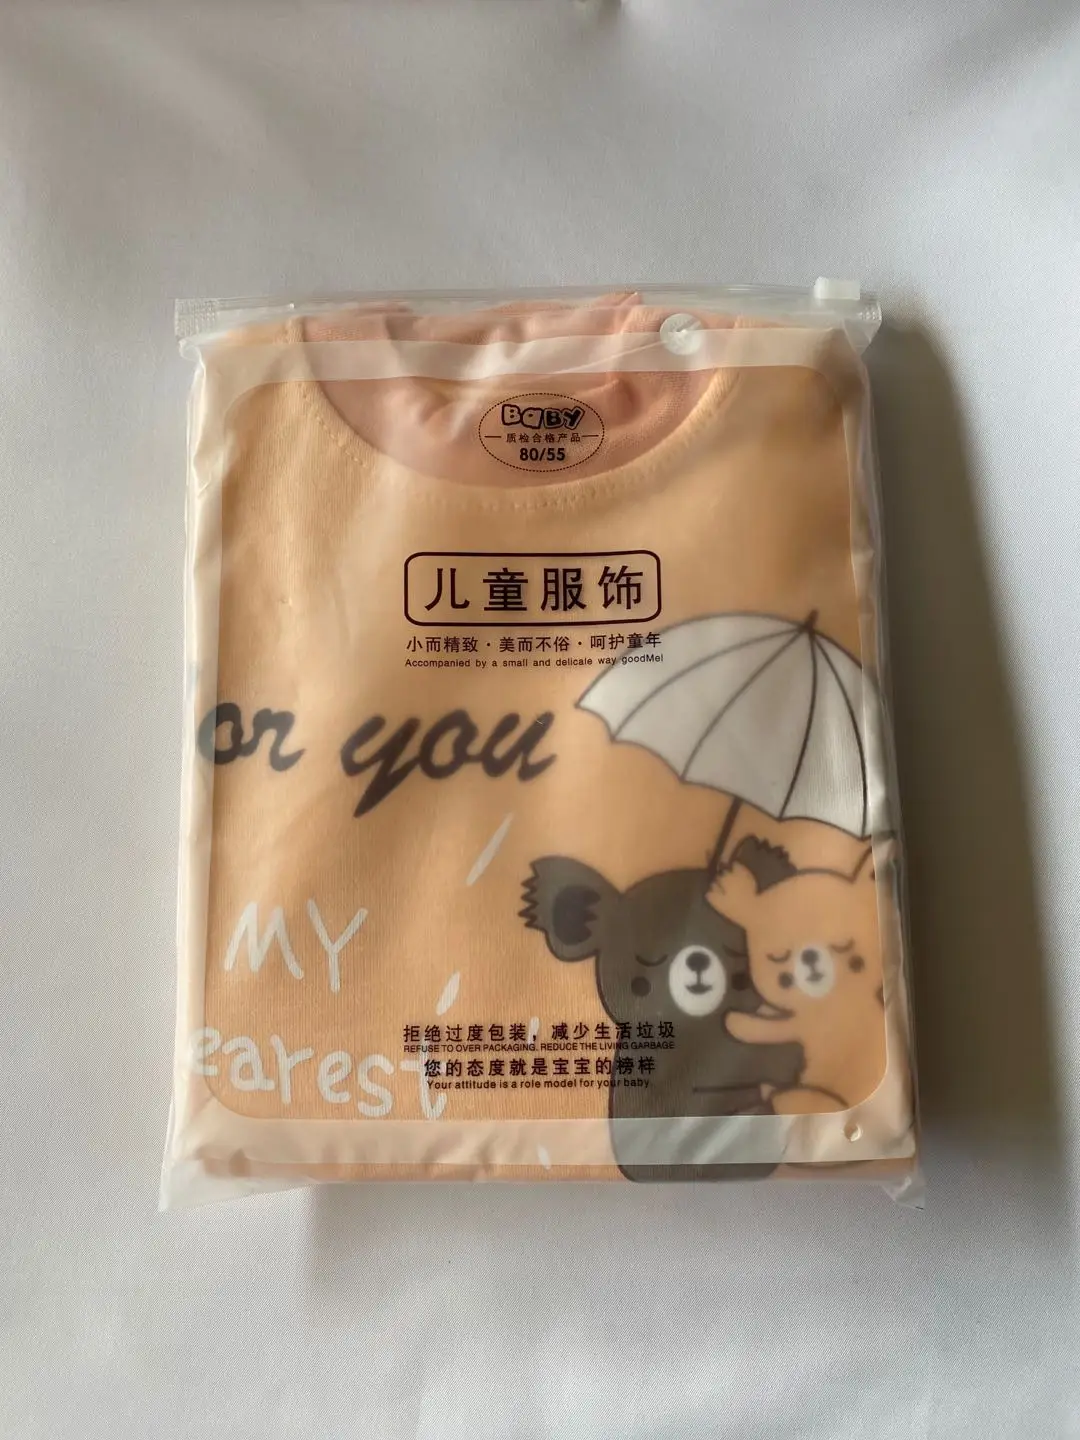 BaBY
质检合格产品
80/55
儿童服饰
小而精致·美而不俗·呵护童年
Accompanied by a small and delicate way goodMel
or you
MY
earest
拒绝过度包装，减少生活垃圾
REFUSE TO OVER PACKAGING. REDUCE THE LIVING GARBAGE
您的态度就是宝宝的榜样
Your attitude is a role model for your baby